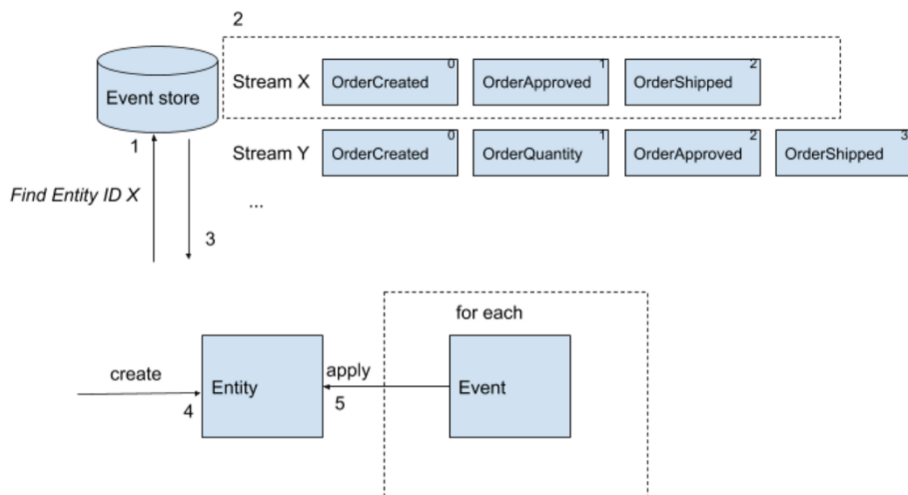 2
Event store
Stream X
OrderCreated 0
OrderApproved 1
OrderShipped 2
1
Stream Y
OrderCreated 0
OrderQuantity 1
OrderApproved 2
OrderShipped 3
Find Entity ID X
...
3
for each
create
4
Entity
apply
5
Event